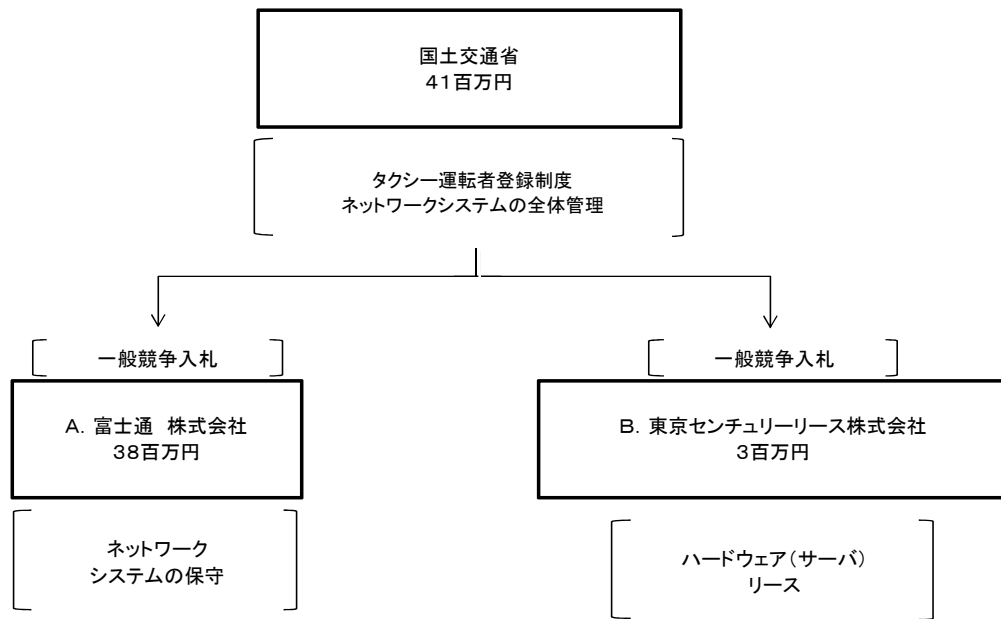 国土交通省
41百万円
タクシー運転者登録制度
ネットワークシステムの全体管理
一般競争入札
一般競争入札
A. 富士通　株式会社
38百万円
B. 東京センチュリーリース株式会社
3百万円
ネットワーク
システムの保守
ハードウェア（サーバ）
リース